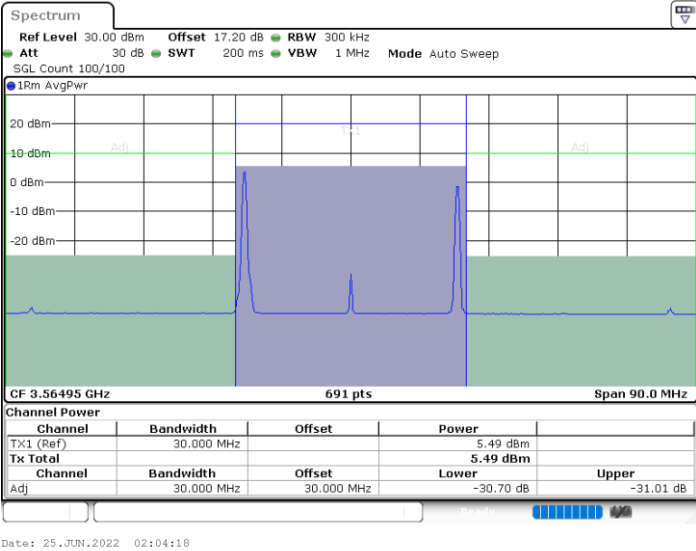 Spectrum
Ref Level 30.00 dBm Offset 17.20 dB RBW 300 kHz
Att 30 dB SWT 200 ms VBW 1 MHz Mode Auto Sweep
SGL Count 100/100
1Rm AvgPwr
20 dBm
TX1
Adj Adj
10 dBm
0 dBm
-10 dBm
-20 dBm
CF 3.56495 GHz 691 pts Span 90.0 MHz
Channel Power
Channel Bandwidth Offset Power
TX1 (Ref) 30.000 MHz 5.49 dBm
Tx Total 5.49 dBm
Channel Bandwidth Offset Lower Upper
Adj 30.000 MHz 30.000 MHz -30.70 dB -31.01 dB
Ready
Date: 25.JUN.2022 02:04:18